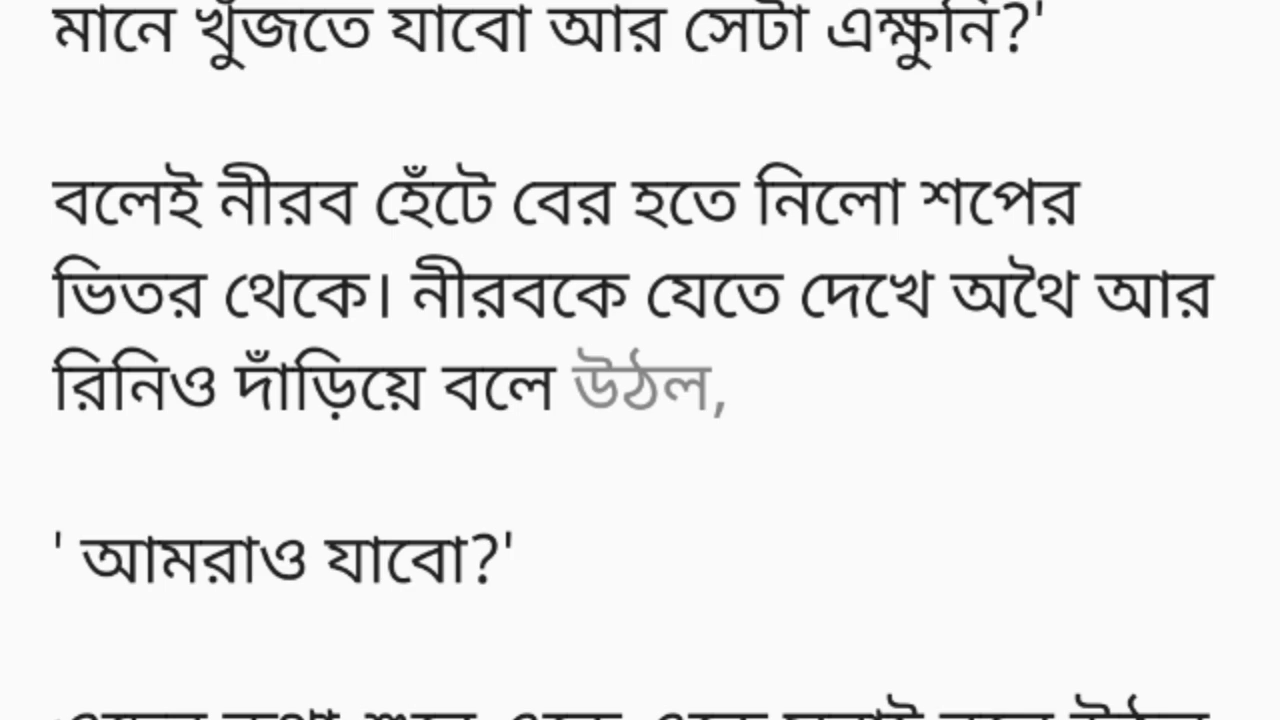 মানে খুঁজতে যাবো আর সেটা এক্ষুনি?'
বলেই নীরব হেঁটে বের হতে নিলো শপের
ভিতর থেকে। নীরবকে যেতে দেখে অথৈ আর
রিনিও দাঁড়িয়ে বলে উঠল,
' আমরাও যাবো?'